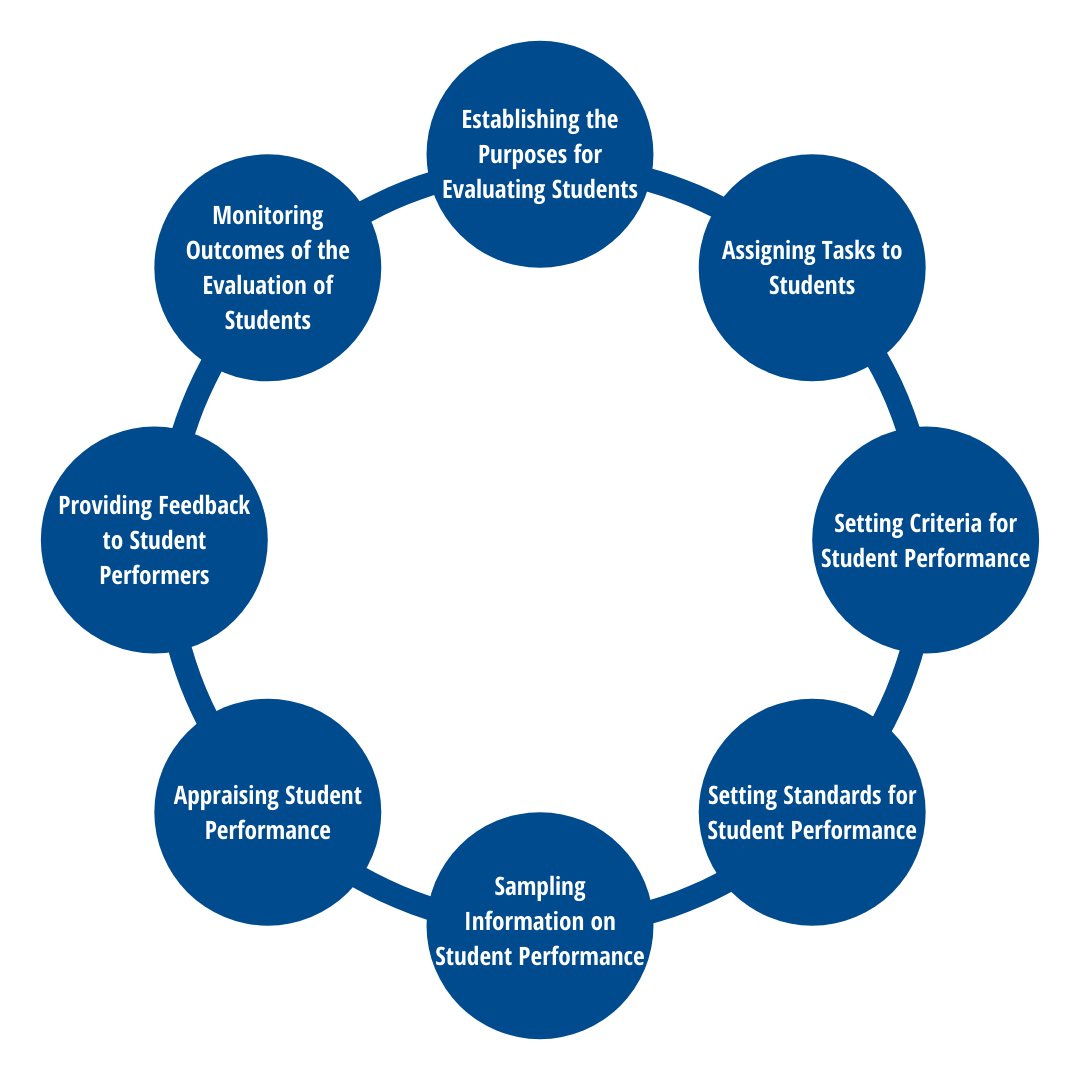 Establishing the
Purposes for
Evaluating Students
Assigning Tasks to
Students
Setting Criteria for
Student Performance
Setting Standards for
Student Performance
Sampling
Information on
Student Performance
Appraising Student
Performance
Providing Feedback
to Student
Performers
Monitoring
Outcomes of the
Evaluation of
Students